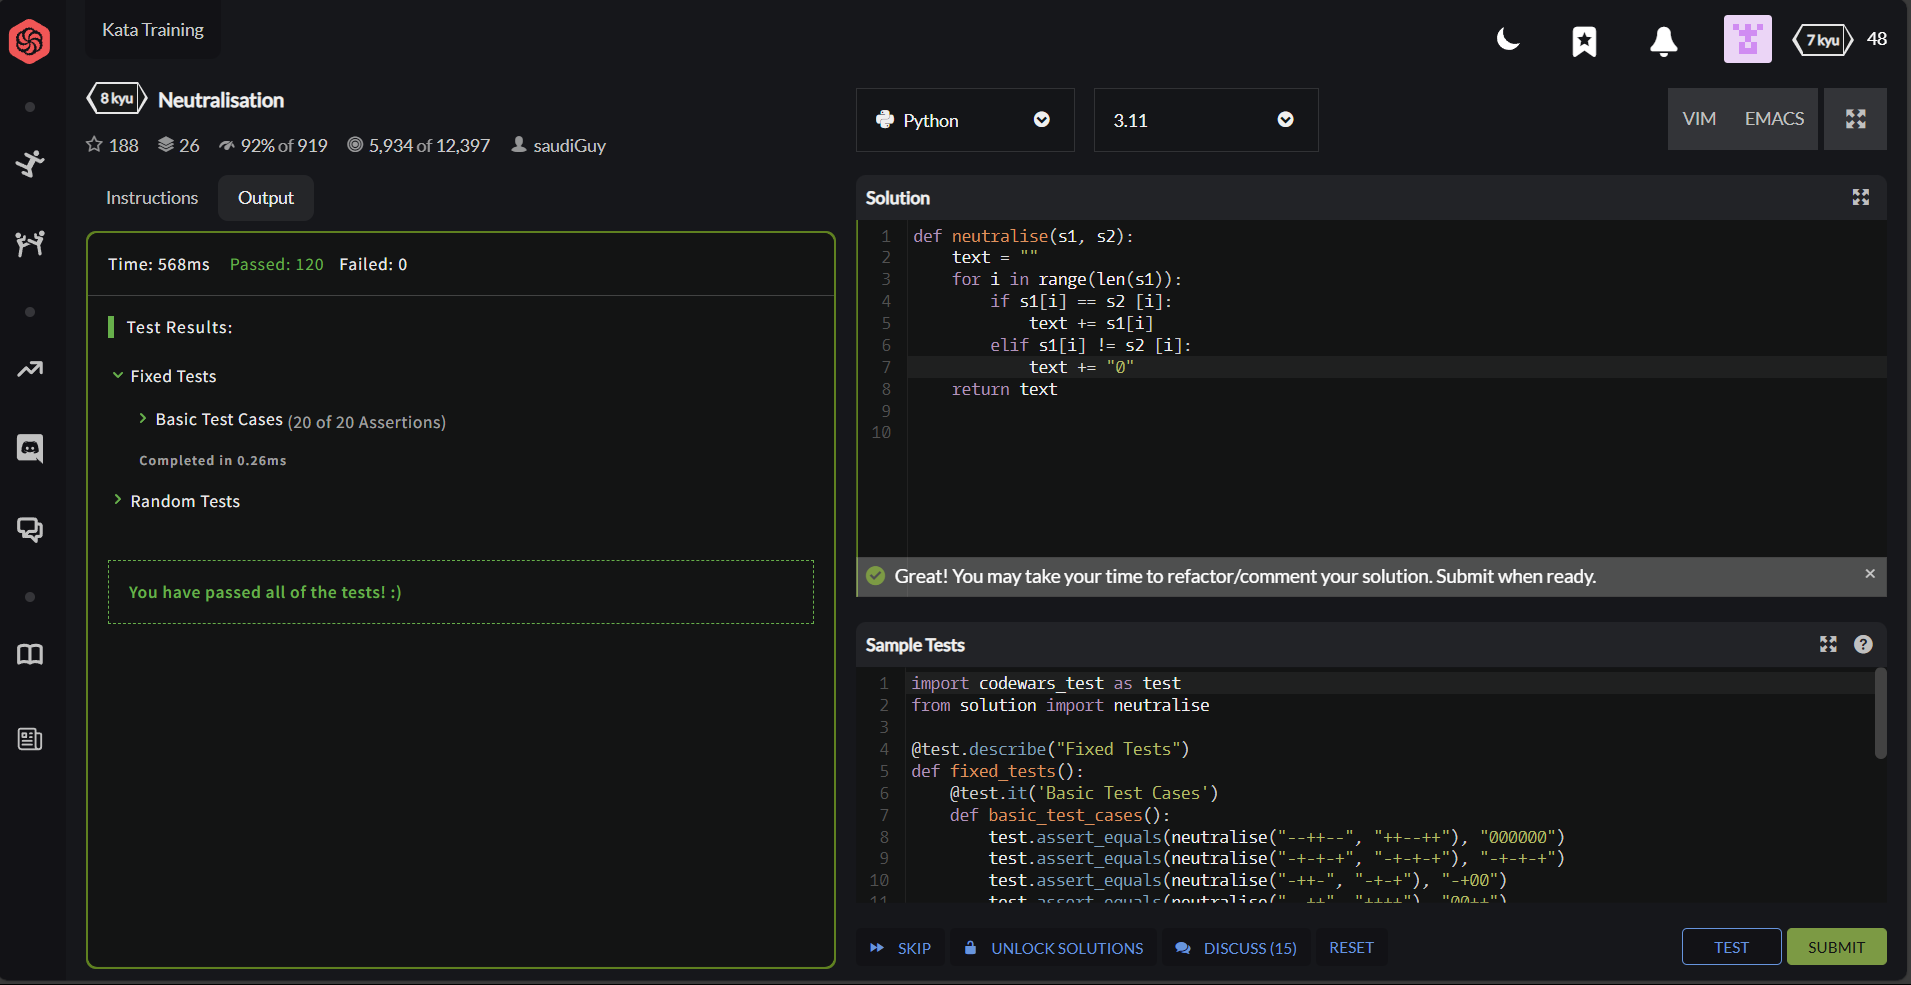 Kata Training
7 kyu 48
8 kyu Neutralisation
188 26 92% of 919 5,934 of 12,397 saudiGuy
Instructions Output
Time: 568ms Passed: 120 Failed: 0
Test Results:
Fixed Tests
Basic Test Cases (20 of 20 Assertions)
Completed in 0.26ms
Random Tests
You have passed all of the tests! :)
Python 3.11 VIM EMACS
Solution
1 def neutralise(s1, s2):
2     text = ""
3     for i in range(len(s1)):
4         if s1[i] == s2 [i]:
5             text += s1[i]
6         elif s1[i] != s2 [i]:
7             text += "0"
8     return text
9
10
Great! You may take your time to refactor/comment your solution. Submit when ready. ×
Sample Tests ?
1 import codewars_test as test
2 from solution import neutralise
3
4 @test.describe("Fixed Tests")
5 def fixed_tests():
6     @test.it('Basic Test Cases')
7     def basic_test_cases():
8         test.assert_equals(neutralise("--++--", "++--++"), "000000")
9         test.assert_equals(neutralise("-+-+-+", "-+-+-+"), "-+-+-+")
10         test.assert_equals(neutralise("-++-", "-+-+"), "-+00")
11         test.assert_equals(neutralise("--++", "++++"), "00++")
SKIP UNLOCK SOLUTIONS DISCUSS (15) RESET TEST SUBMIT